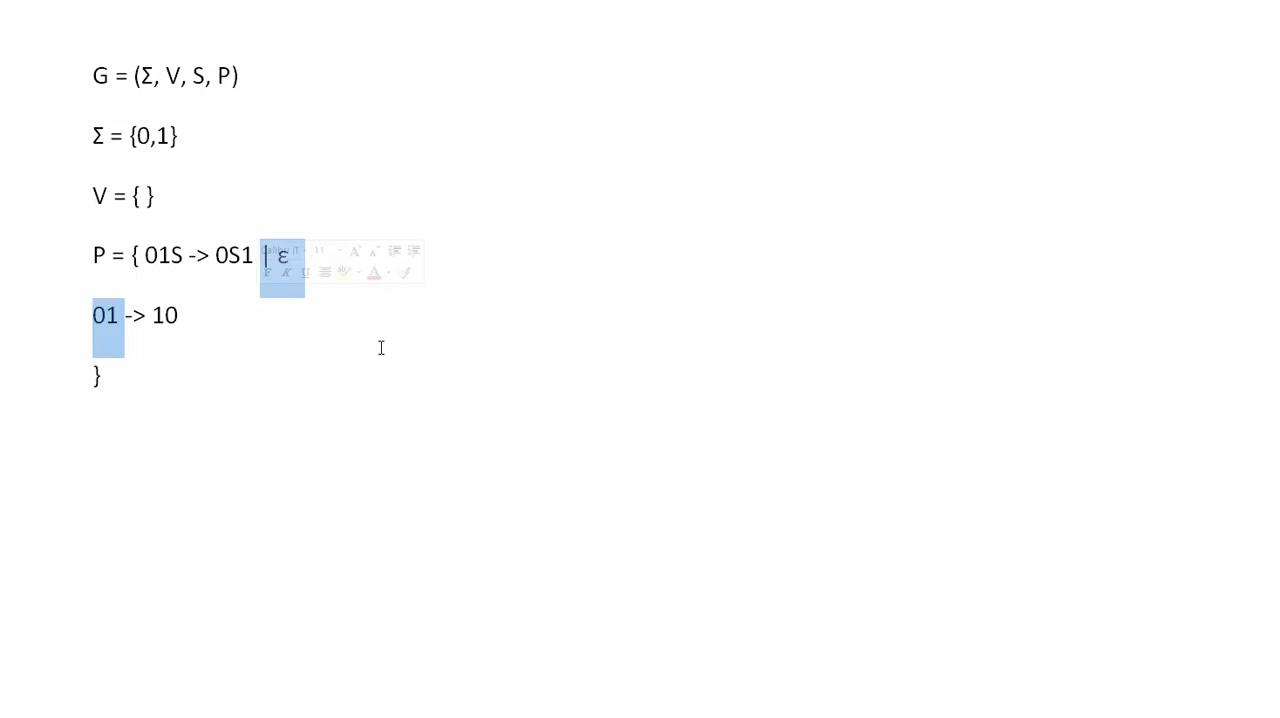 G = (Σ, V, S, P)
Σ = {0,1}
V = { }
P = { 01S -> 0S1 | ε
01 -> 10
}